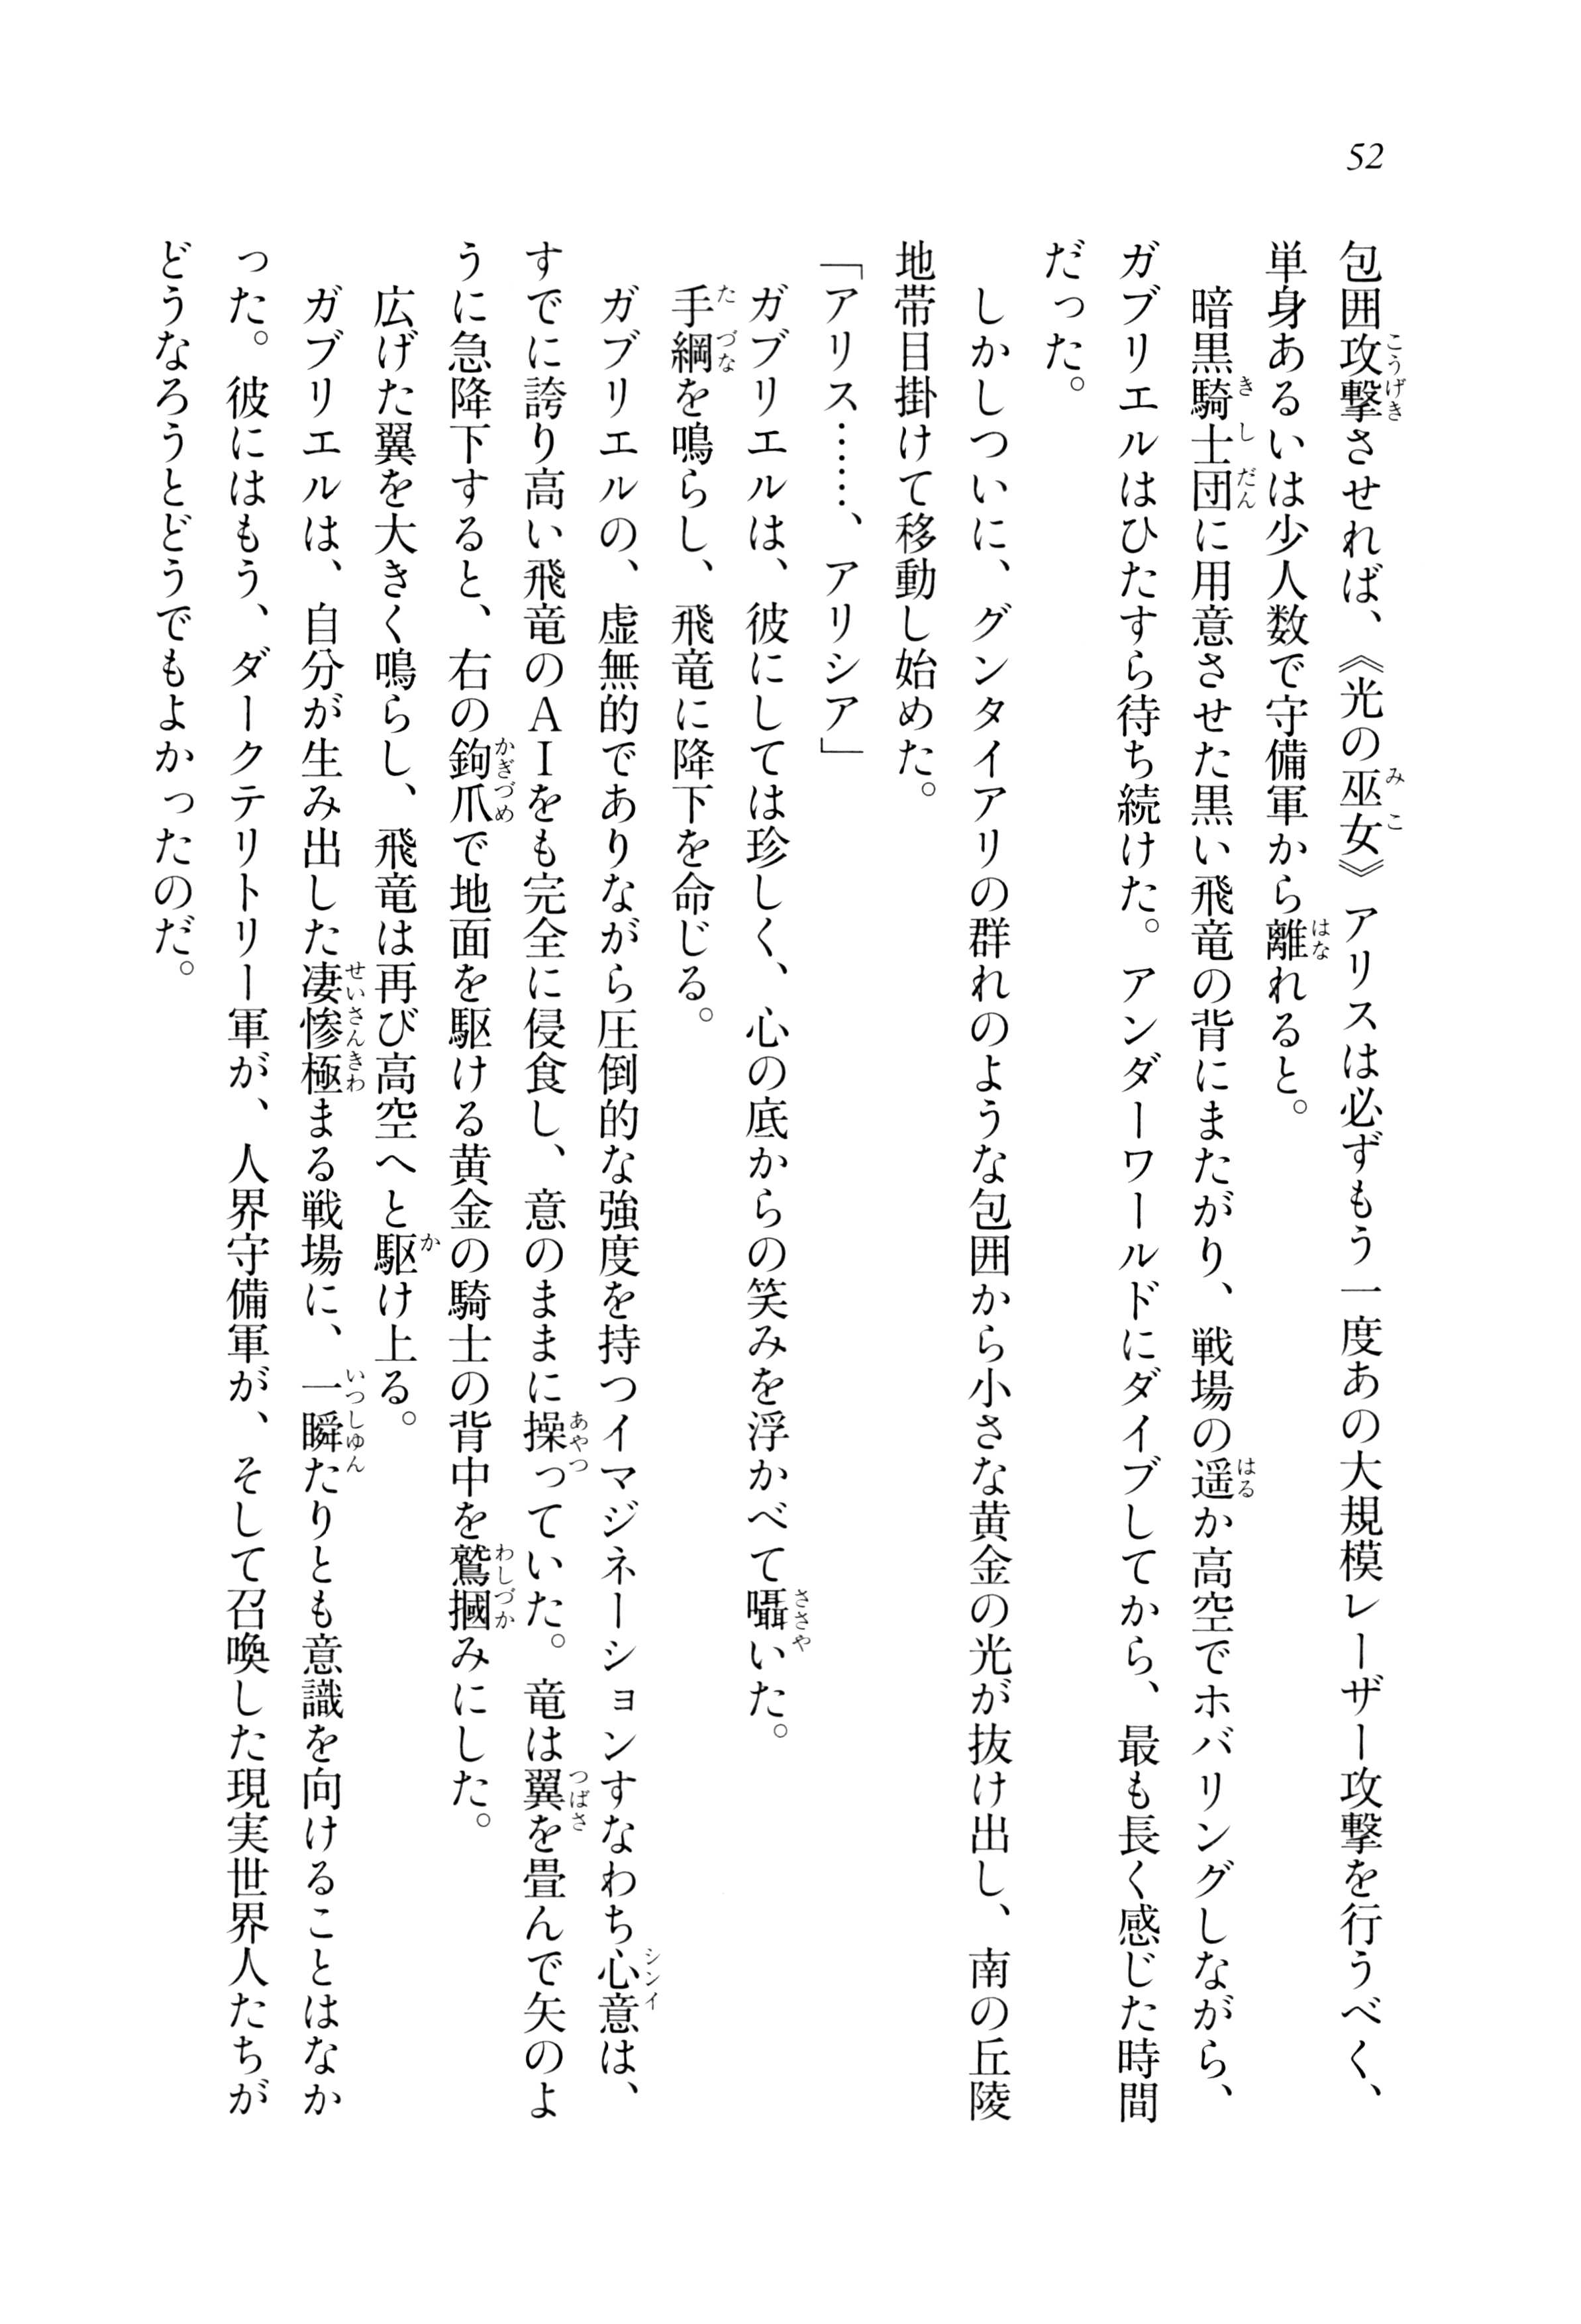 52
包囲攻撃させれば、《光の巫女》アリスは必ずもう一度あの大規模レーザー攻撃を行うべく、
単身あるいは少人数で守備軍から離れると。
　暗黒騎士団に用意させた黒い飛竜の背にまたがり、戦場の遥か高空でホバリングしながら、
ガブリエルはひたすら待ち続けた。アンダーワールドにダイブしてから、最も長く感じた時間
だった。
　しかしついに、グンタイアリの群れのような包囲から小さな黄金の光が抜け出し、南の丘陵
地帯目掛けて移動し始めた。
「アリス……、アリシア」
　ガブリエルは、彼にしては珍しく、心の底からの笑みを浮かべて囁いた。
　手綱を鳴らし、飛竜に降下を命じる。
　ガブリエルの、虚無的でありながら圧倒的な強度を持つイマジネーションすなわち心意は、
すでに誇り高い飛竜のＡＩをも完全に侵食し、意のままに操っていた。竜は翼を畳んで矢のよ
うに急降下すると、右の鉤爪で地面を駆ける黄金の騎士の背中を鷲摑みにした。
　広げた翼を大きく鳴らし、飛竜は再び高空へと駆け上る。
　ガブリエルは、自分が生み出した凄惨極まる戦場に、一瞬たりとも意識を向けることはなか
った。彼にはもう、ダークテリトリー軍が、人界守備軍が、そして召喚した現実世界人たちが
どうなろうとどうでもよかったのだ。